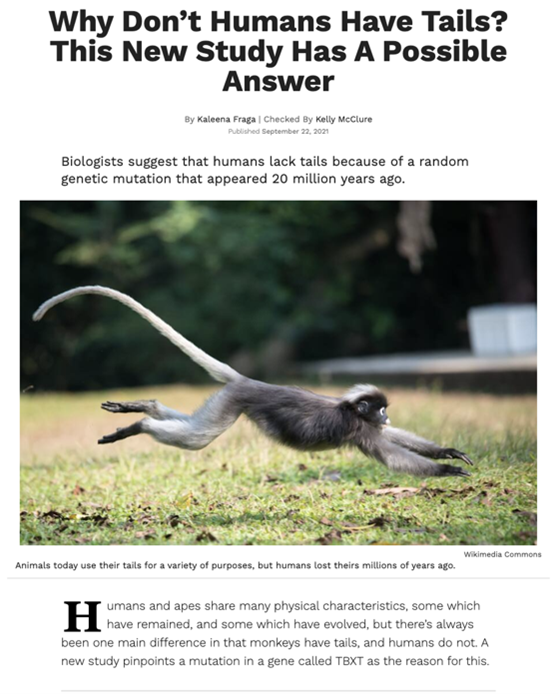 Why Don’t Humans Have Tails?
This New Study Has A Possible
Answer
By Kaleena Fraga | Checked By Kelly McClure
Published September 22, 2021
Biologists suggest that humans lack tails because of a random
genetic mutation that appeared 20 million years ago.
Wikimedia Commons
Animals today use their tails for a variety of purposes, but humans lost theirs millions of years ago.
Humans and apes share many physical characteristics, some which
have remained, and some which have evolved, but there’s always
been one main difference in that monkeys have tails, and humans do not. A
new study pinpoints a mutation in a gene called TBXT as the reason for this.